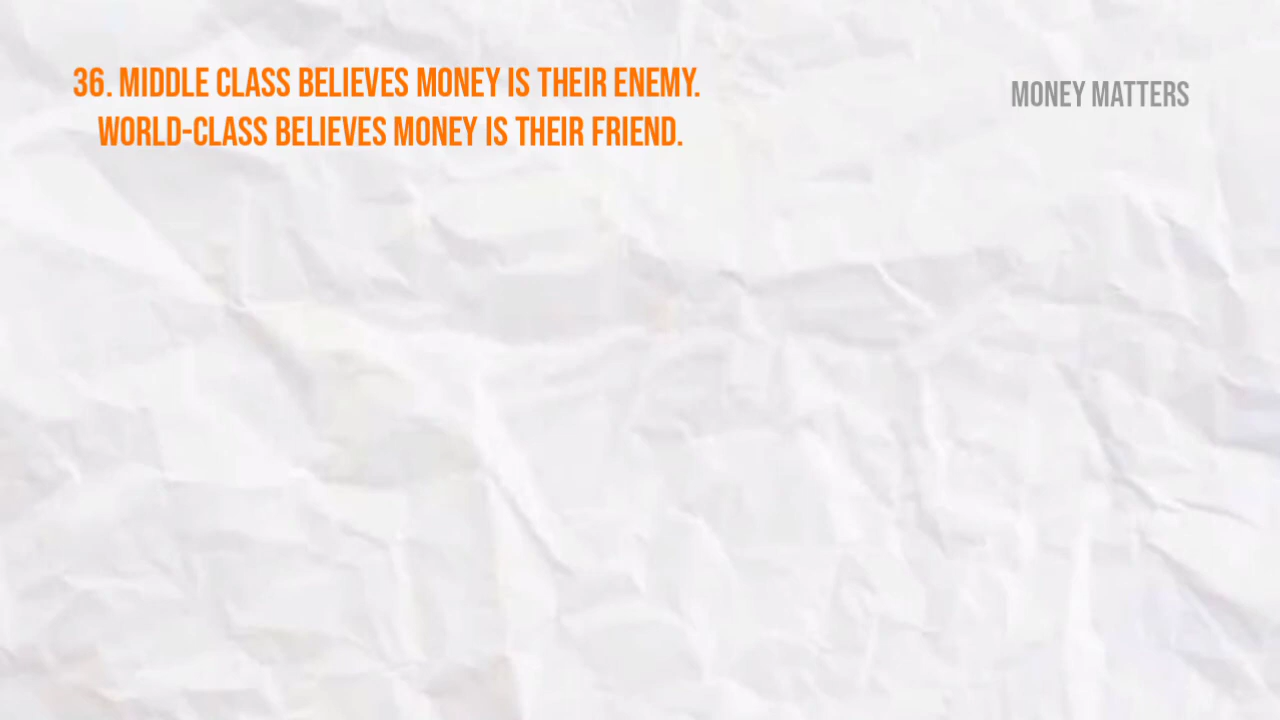 36. MIDDLE CLASS BELIEVES MONEY IS THEIR ENEMY.
WORLD-CLASS BELIEVES MONEY IS THEIR FRIEND.
MONEY MATTERS